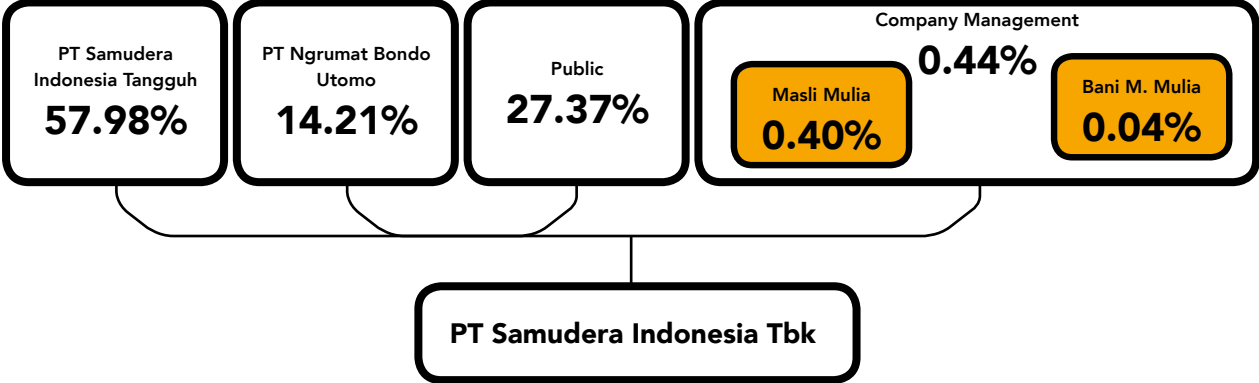 PT Samudera
Indonesia Tangguh
57.98%
PT Ngrumat Bondo
Utomo
14.21%
Public
27.37%
Company Management
0.44%
Masli Mulia
0.40%
Bani M. Mulia
0.04%
PT Samudera Indonesia Tbk